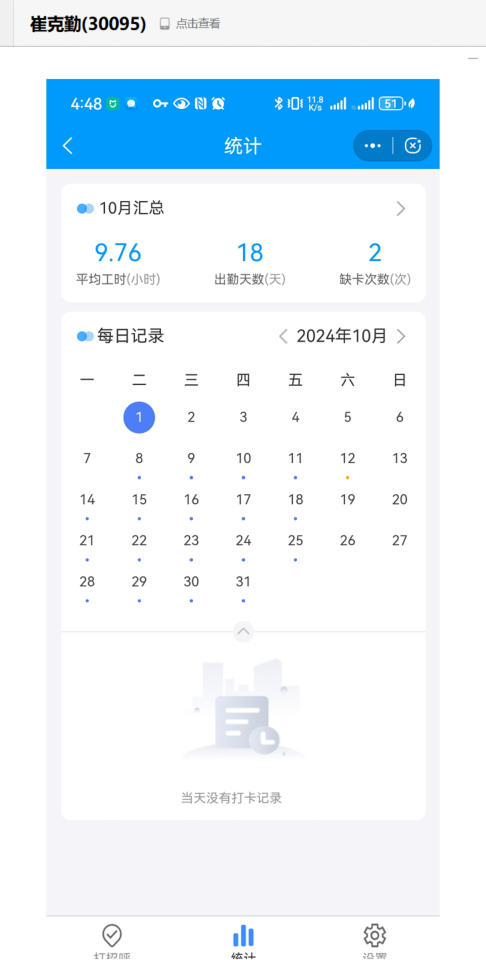 崔克勤(30095) 点击查看
4:48 11.8 K/s 51
统计
10月汇总
9.76 18 2
平均工时(小时) 出勤天数(天) 缺卡次数(次)
每日记录 2024年10月
一 二 三 四 五 六 日
1 2 3 4 5 6
7 8 9 10 11 12 13
14 15 16 17 18 19 20
21 22 23 24 25 26 27
28 29 30 31
当天没有打卡记录
打招呼 统计 设置